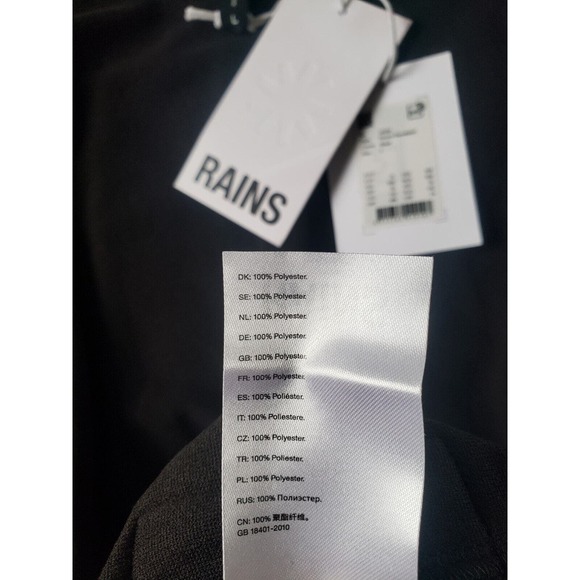 RAINS
DK: 100% Polyester.
SE: 100% Polyester.
NL: 100% Polyester.
DE: 100% Polyester.
GB: 100% Polyester.
FR: 100% Polyester.
ES: 100% Poliéster.
IT: 100% Poliestere.
CZ: 100% Polyester.
TR: 100% Poliester.
PL: 100% Polyester.
RUS: 100% Полиэстер.
CN: 100% 聚酯纤维。
GB 18401-2010